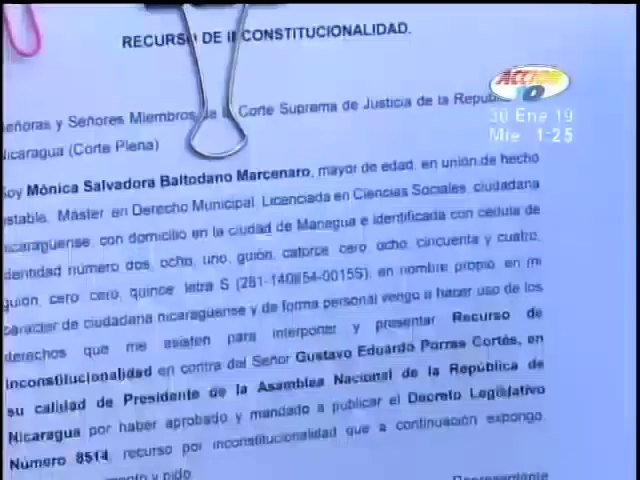 RECURSO DE INCONSTITUCIONALIDAD.
ACCION
10
30 Ene 19
Mie 1:25
Señoras y Señores Miembros de la Corte Suprema de Justicia de la
Nicaragua (Corte Plena)
Soy Mónica Salvadora Baltodano Marcenaro, mayor de edad, en unión de hecho
estable, Máster en Derecho Municipal, Licenciada en Ciencias Sociales, ciudadana
nicaragüense, con domicilio en la ciudad de Managua e identificada con cédula de
identidad número dos, ocho, uno, guión, catorce cero ocho, cincuenta y cuatro,
guión, cero cero, quince letra S (281-140854-0015S), en nombre propio, en mi
carácter de ciudadana nicaragüense y de forma personal vengo a hacer uso de los
derechos que me asisten para interponer y presentar Recurso de
Inconstitucionalidad en contra del Señor Gustavo Eduardo Porras Cortés, en
su calidad de Presidente de la Asamblea Nacional de la República de
Nicaragua por haber aprobado y mandado a publicar el Decreto Legislativo
Número 8514, recurso por inconstitucionalidad que a continuación expongo,
y pido